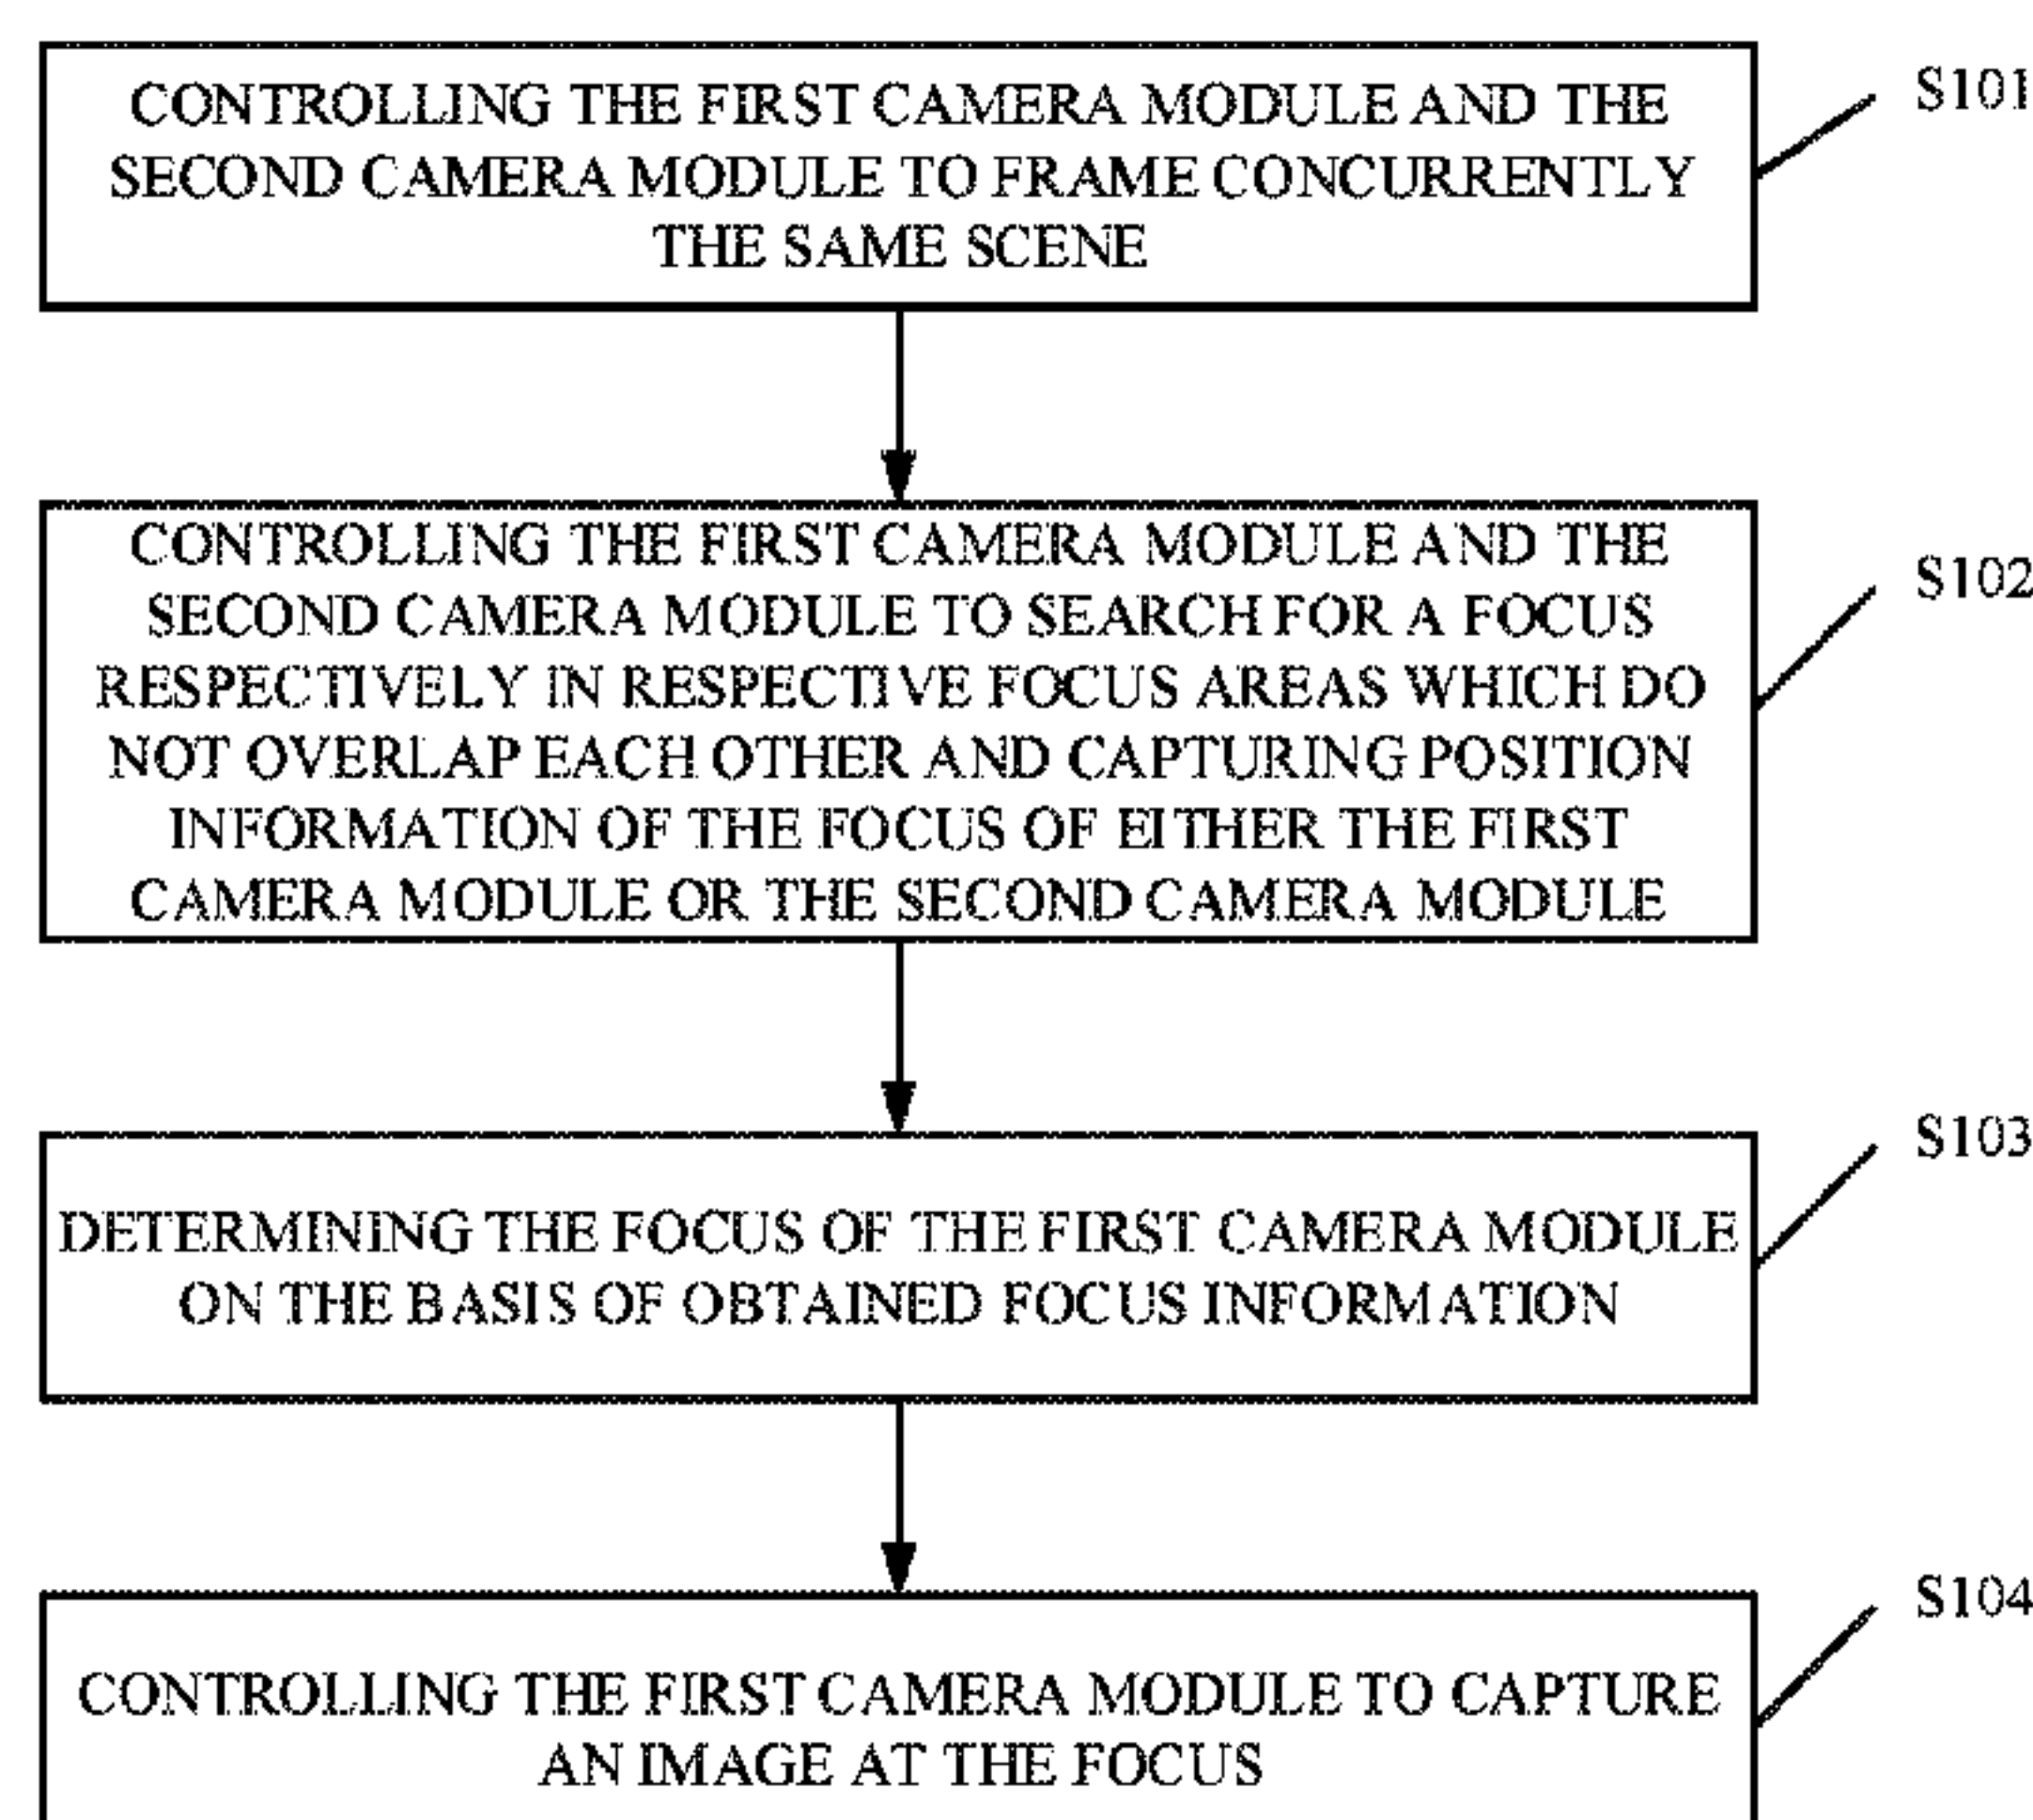 CONTROLLING THE FIRST CAMERA MODULE AND THE
SECOND CAMERA MODULE TO FRAME CONCURRENTLY
THE SAME SCENE
S101
CONTROLLING THE FIRST CAMERA MODULE AND THE
SECOND CAMERA MODULE TO SEARCH FOR A FOCUS
RESPECTIVELY IN RESPECTIVE FOCUS AREAS WHICH DO
NOT OVERLAP EACH OTHER AND CAPTURING POSITION
INFORMATION OF THE FOCUS OF EITHER THE FIRST
CAMERA MODULE OR THE SECOND CAMERA MODULE
S102
DETERMINING THE FOCUS OF THE FIRST CAMERA MODULE
ON THE BASIS OF OBTAINED FOCUS INFORMATION
S103
CONTROLLING THE FIRST CAMERA MODULE TO CAPTURE
AN IMAGE AT THE FOCUS
S104